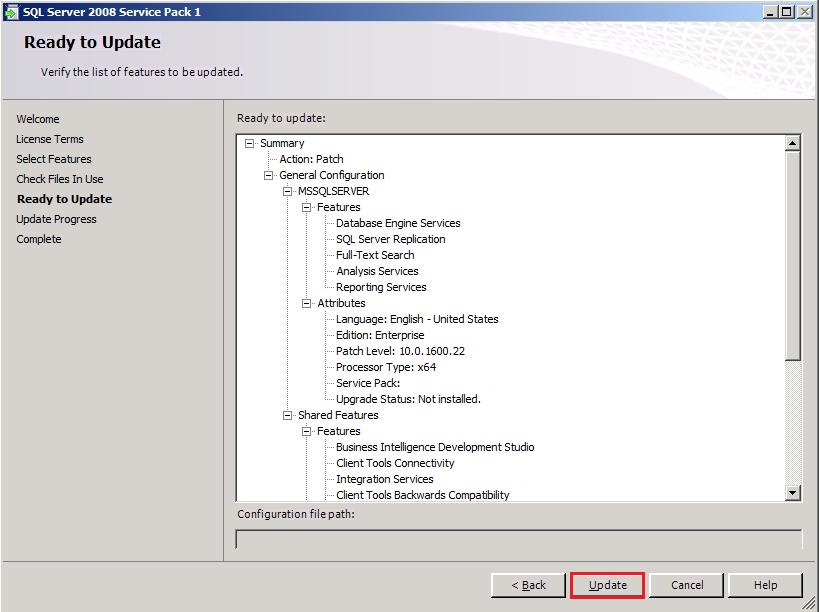 SQL Server 2008 Service Pack 1
Ready to Update
Verify the list of features to be updated.
Welcome
License Terms
Select Features
Check Files In Use
Ready to Update
Update Progress
Complete
Ready to update:
Summary
Action: Patch
General Configuration
MSSQLSERVER
Features
Database Engine Services
SQL Server Replication
Full-Text Search
Analysis Services
Reporting Services
Attributes
Language: English - United States
Edition: Enterprise
Patch Level: 10.0.1600.22
Processor Type: x64
Service Pack:
Upgrade Status: Not installed.
Shared Features
Features
Business Intelligence Development Studio
Client Tools Connectivity
Integration Services
Client Tools Backwards Compatibility
Configuration file path:
< Back
Update
Cancel
Help